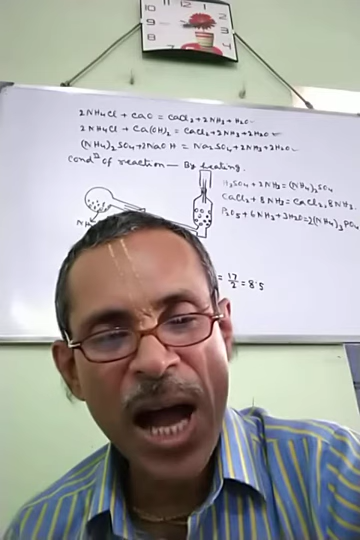 12
2NH₄Cl + CaO = CaCl₂ + 2NH₃ + H₂O
2NH₄Cl + Ca(OH)₂ = CaCl₂ + 2NH₃ + 2H₂O
(NH₄)₂SO₄ + 2NaOH = Na₂SO₄ + 2NH₃ + 2H₂O
Condⁿ of reaction — By heating.
H₂SO₄ + 2NH₃ = (NH₄)₂SO₄
CaCl₂ + 8NH₃ = CaCl₂, 8NH₃.
P₂O₅ + 6NH₃ + 3H₂O = 2(NH₄)₃PO₄
= 17/2 = 8.5